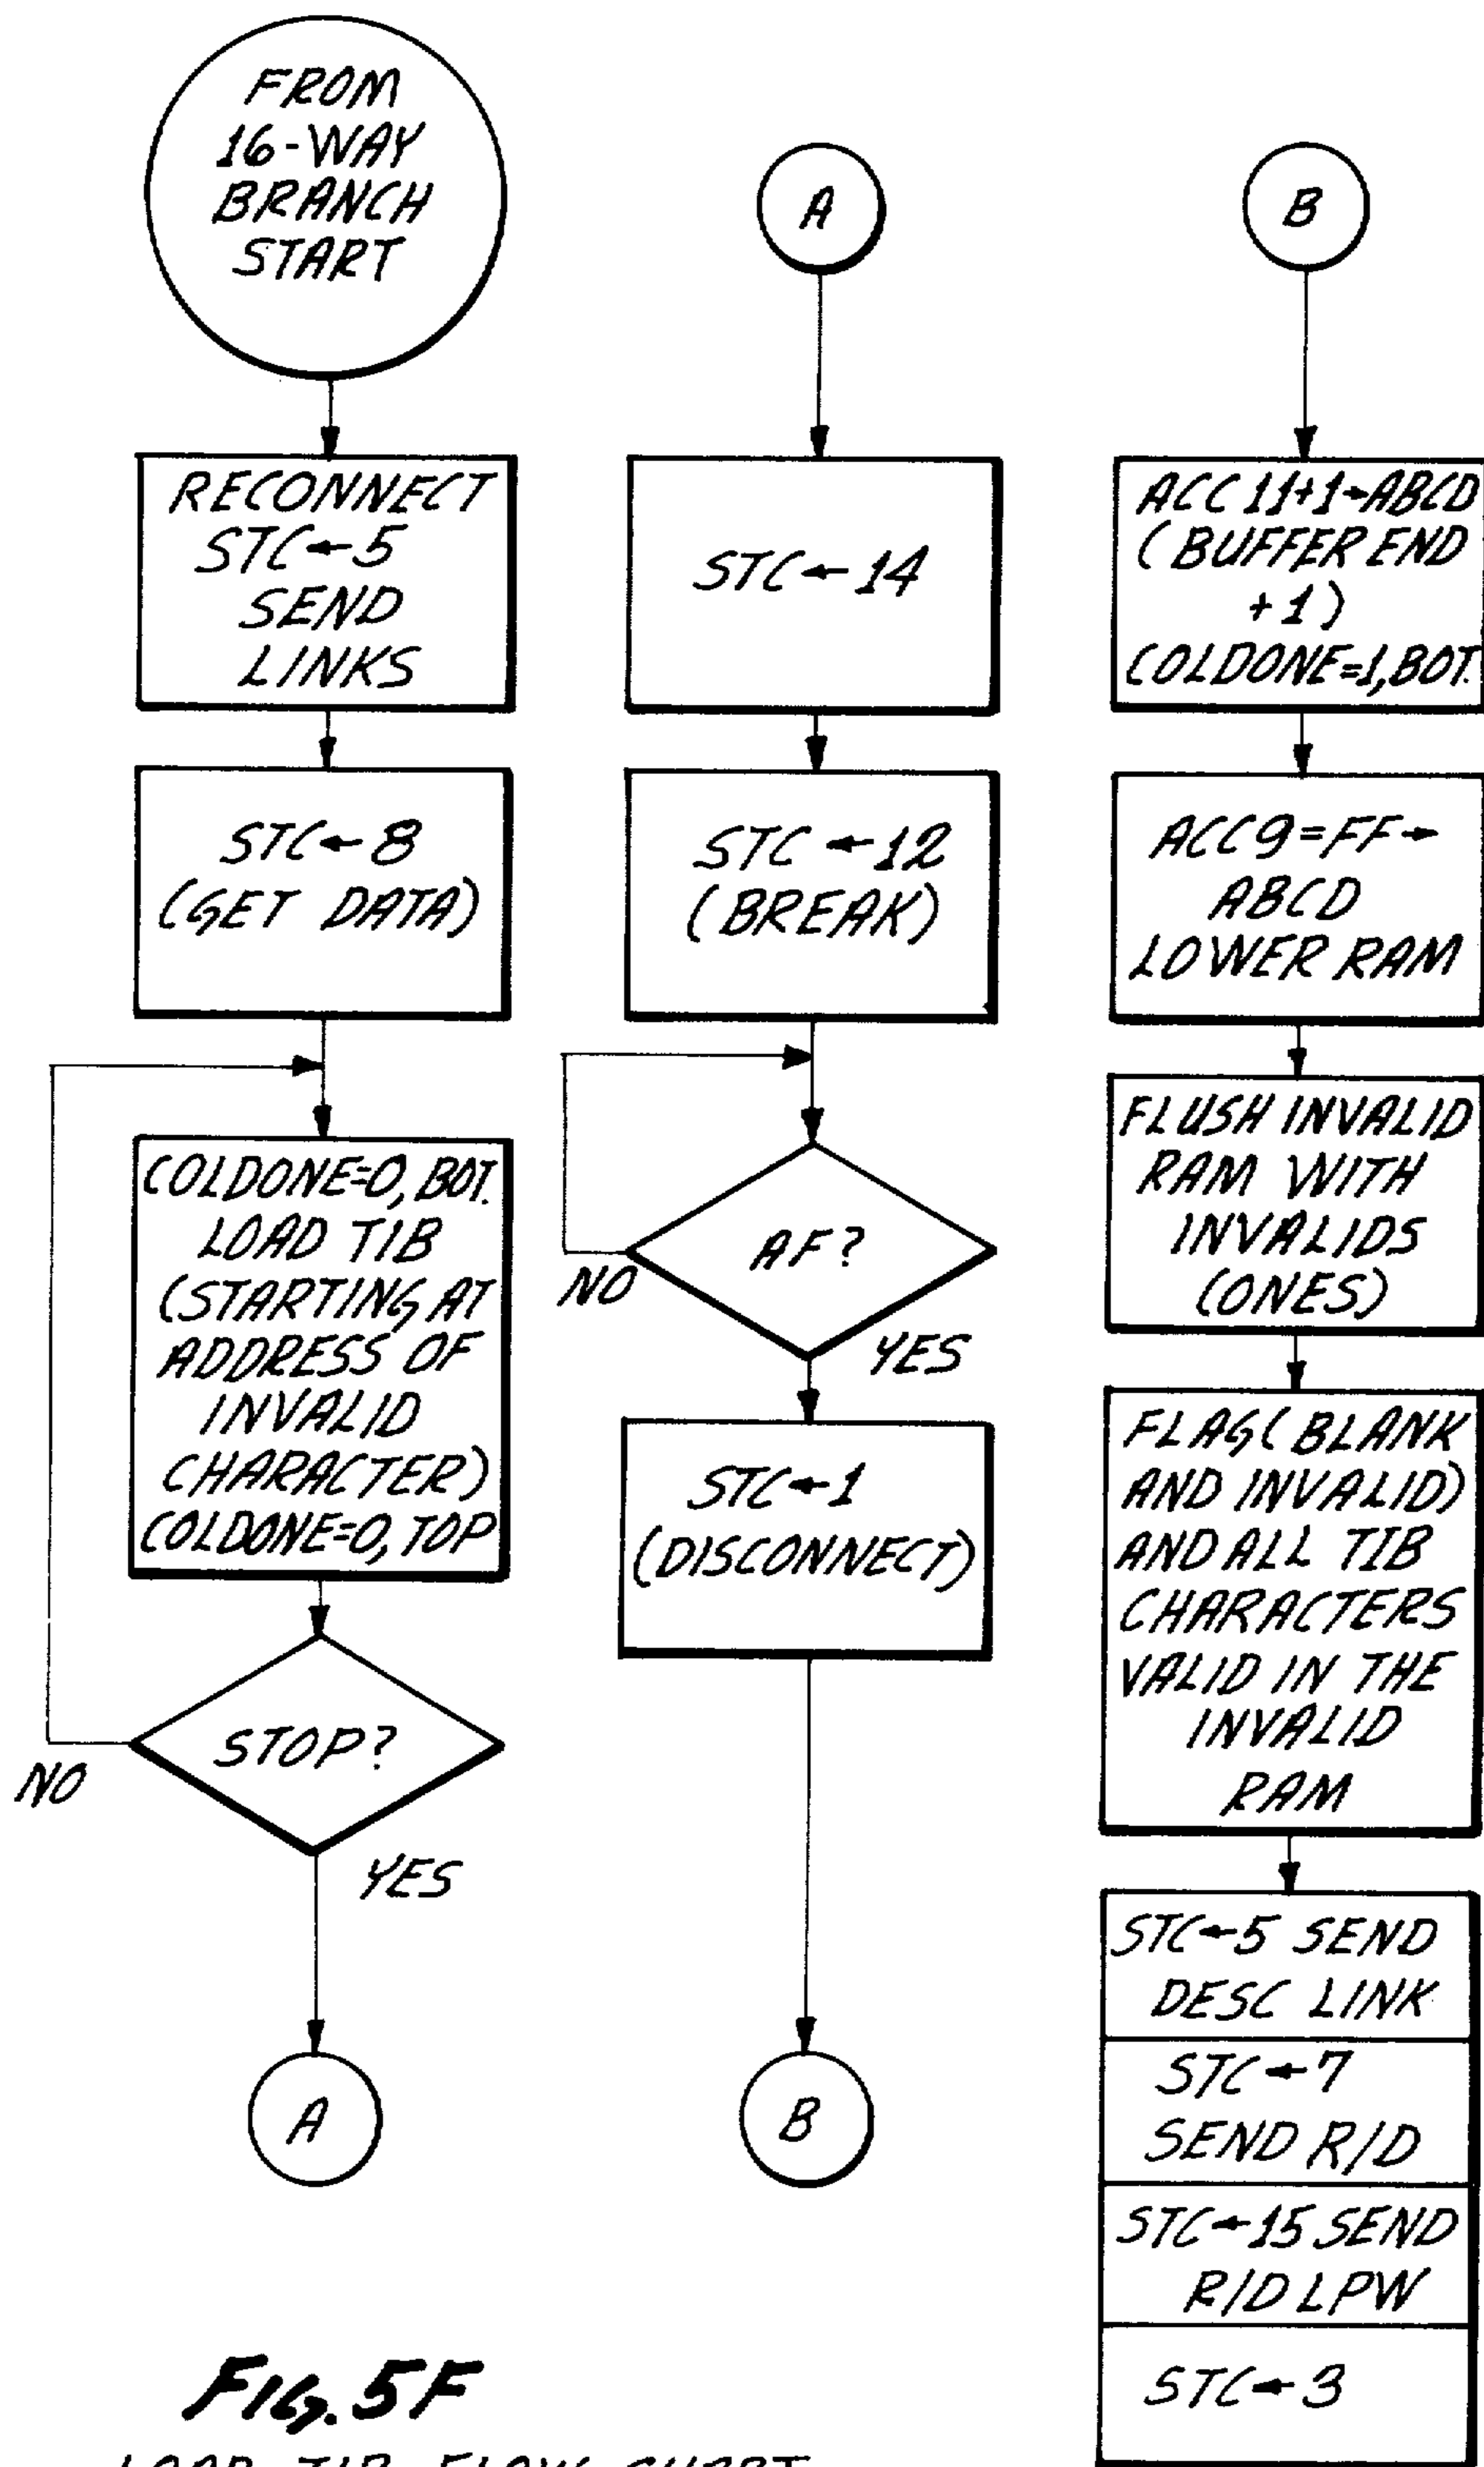 FROM
16-WAY
BRANCH
START
RECONNECT
STC←5
SEND
LINKS
STC←8
(GET DATA)
COLDONE=0, BOT.
LOAD TIB
(STARTING AT
ADDRESS OF
INVALID
CHARACTER)
COLDONE=0, TOP
STOP?
NO
YES
A
A
STC←14
STC←12
(BREAK)
AF?
NO
YES
STC←1
(DISCONNECT)
B
B
ACC 11+1→ABCD
(BUFFER END
+1)
COLDONE=1, BOT.
ACC9=FF→
ABCD
LOWER RAM
FLUSH INVALID
RAM WITH
INVALIDS
(ONES)
FLAG (BLANK
AND INVALID)
AND ALL TIB
CHARACTERS
VALID IN THE
INVALID
RAM
STC←5 SEND
DESC LINK
STC←7
SEND R/D
STC←15 SEND
R/D LPW
STC←3
FIG. 5F
LOAD TIB FLOW CHART